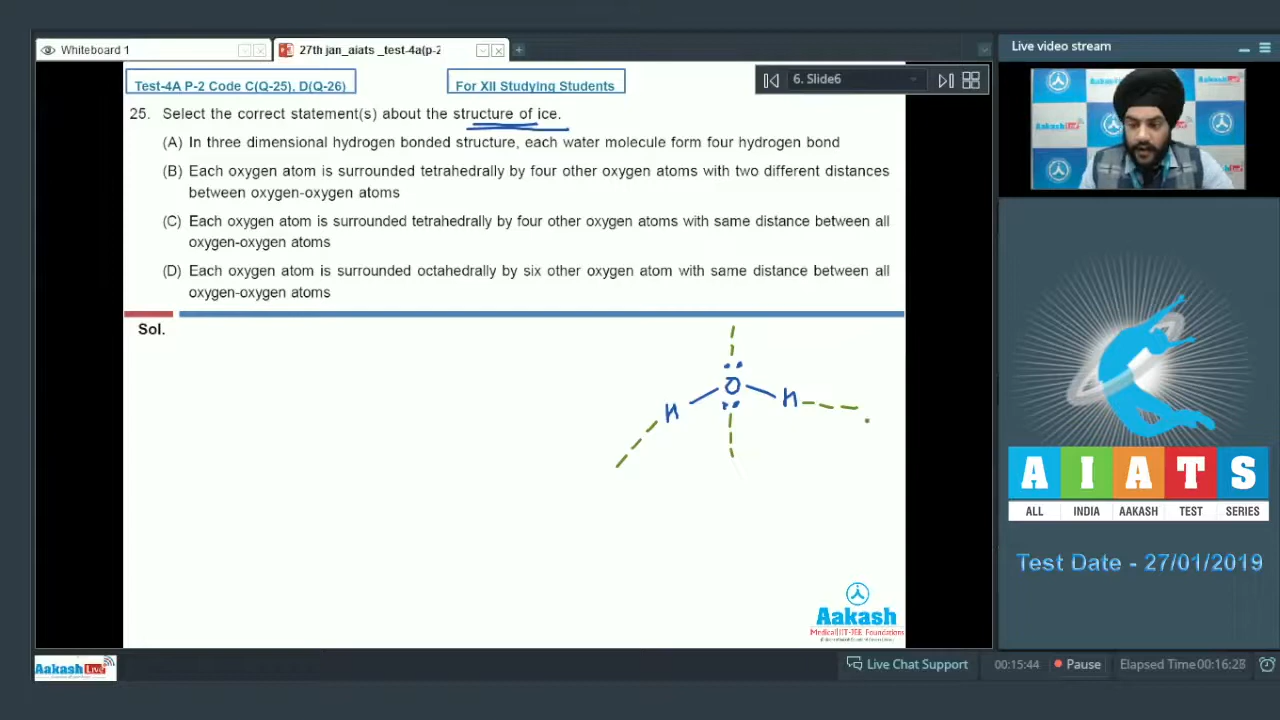 Whiteboard 1
27th jan_aiats _test-4a(p-2
Live video stream
Test-4A P-2 Code C(Q-25), D(Q-26)
For XII Studying Students
6. Slide6
25. Select the correct statement(s) about the structure of ice.
(A) In three dimensional hydrogen bonded structure, each water molecule form four hydrogen bond
(B) Each oxygen atom is surrounded tetrahedrally by four other oxygen atoms with two different distances
between oxygen-oxygen atoms
(C) Each oxygen atom is surrounded tetrahedrally by four other oxygen atoms with same distance between all
oxygen-oxygen atoms
(D) Each oxygen atom is surrounded octahedrally by six other oxygen atom with same distance between all
oxygen-oxygen atoms
Sol.
O
H
H
A I A T S
ALL INDIA AAKASH TEST SERIES
Test Date - 27/01/2019
Aakash
Medical|IIT-JEE|Foundations
Aakash Live
Live Chat Support
00:15:44
Pause
Elapsed Time 00:16:28